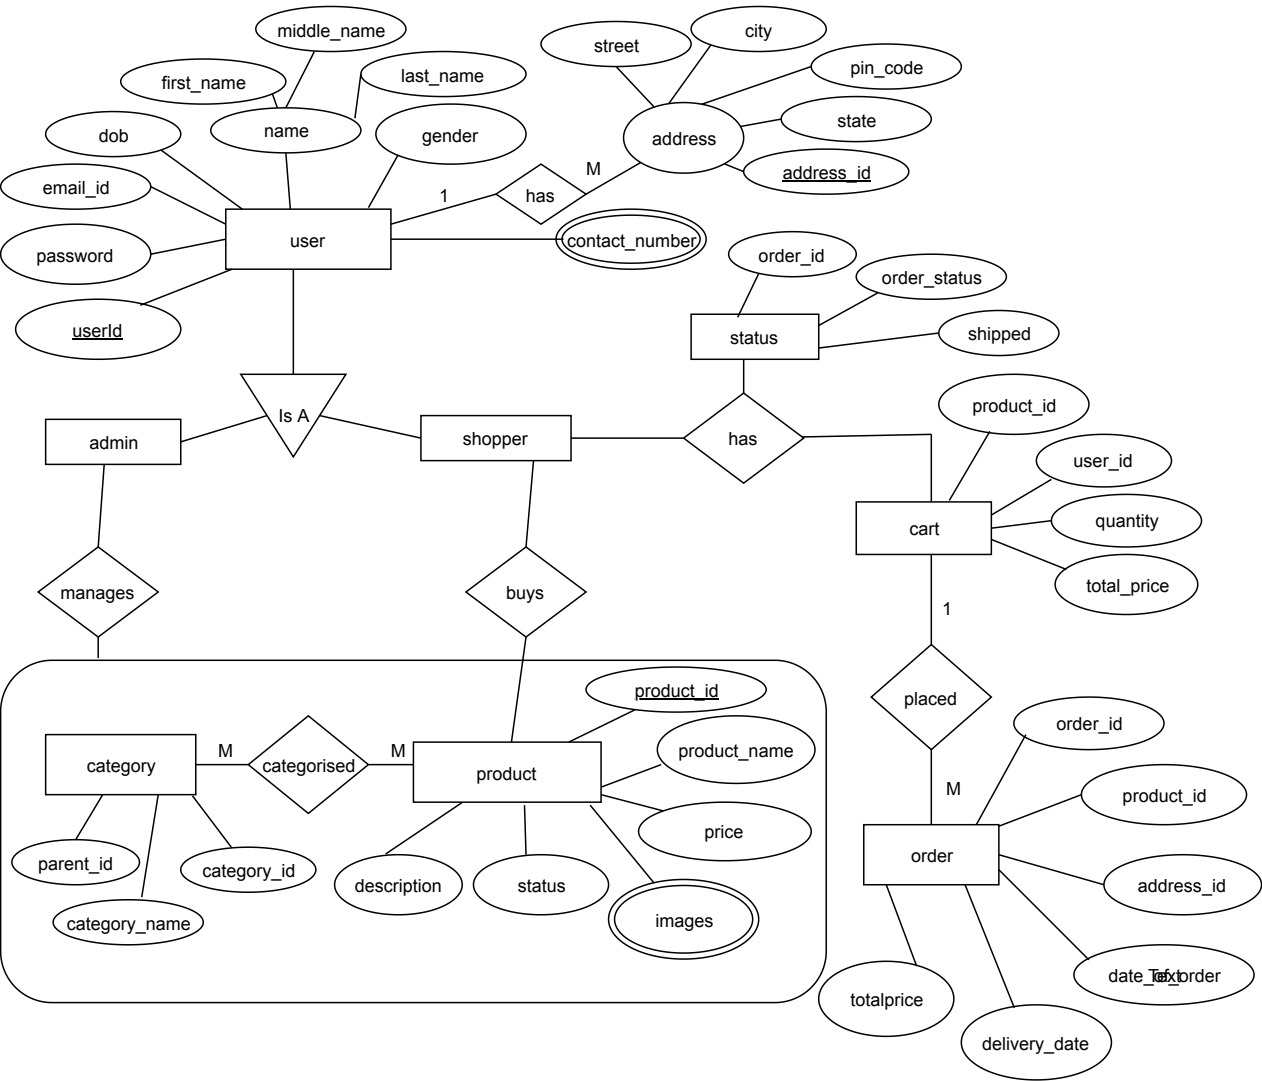 middle_name
city
street
first_name
last_name
pin_code
name
state
dob
gender
address
M
address_id
email_id
1
has
user
contact_number
password
order_id
order_status
userId
status
shipped
product_id
Is A
admin
shopper
has
user_id
cart
quantity
manages
buys
total_price
1
product_id
placed
order_id
M
M
product_name
category
categorised
product
M
product_id
price
order
parent_id
category_id
description
status
address_id
category_name
images
date_of_order
Text
totalprice
delivery_date